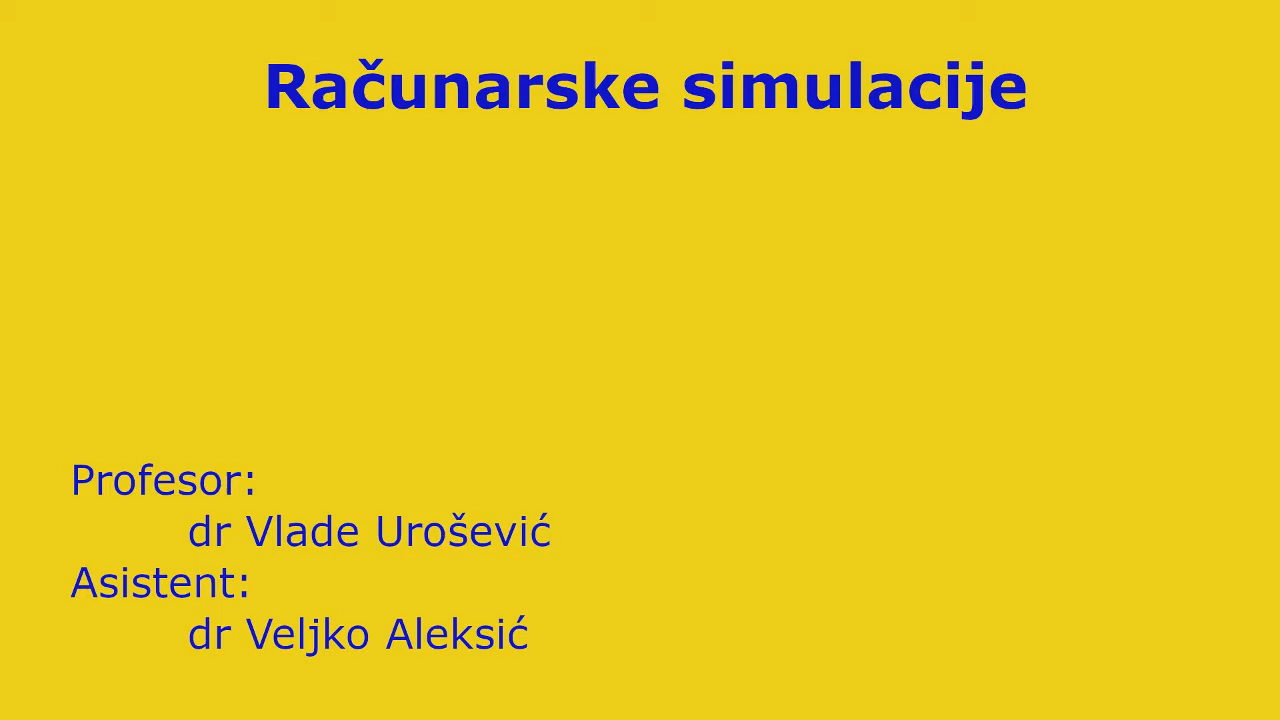 Računarske simulacije
Profesor:
dr Vlade Urošević
Asistent:
dr Veljko Aleksić